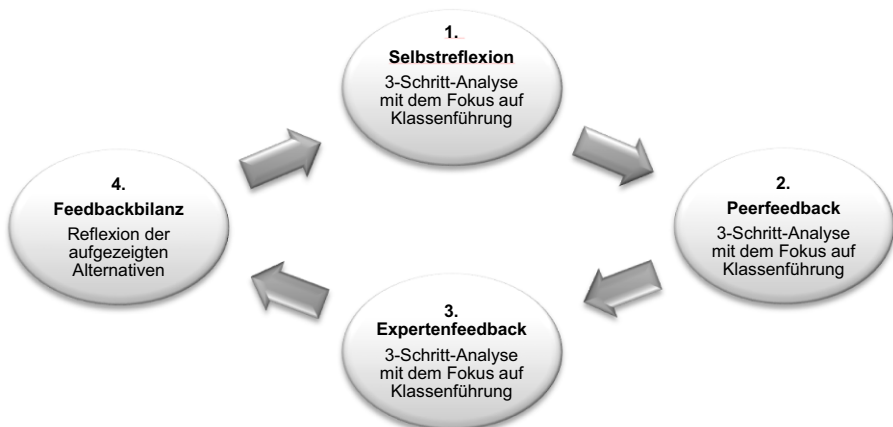 1.
Selbstreflexion
3-Schritt-Analyse
mit dem Fokus auf
Klassenführung
2.
Peerfeedback
3-Schritt-Analyse
mit dem Fokus auf
Klassenführung
3.
Expertenfeedback
3-Schritt-Analyse
mit dem Fokus auf
Klassenführung
4.
Feedbackbilanz
Reflexion der
aufgezeigten
Alternativen